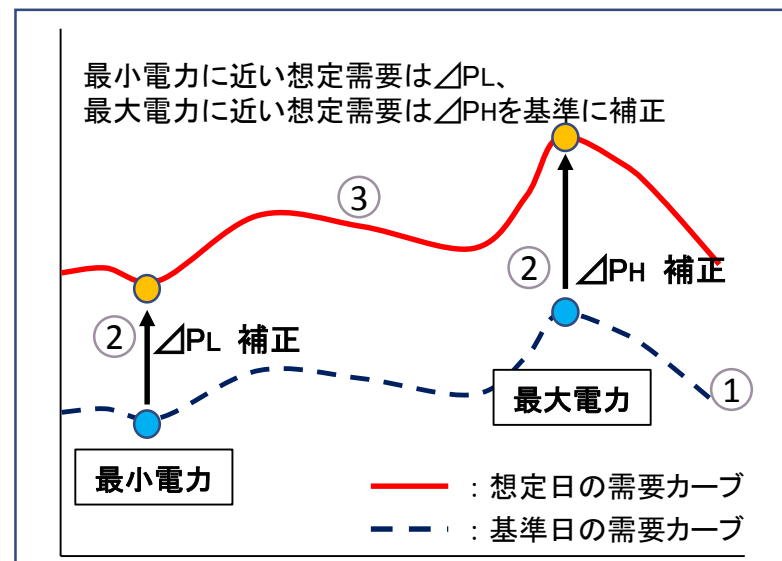 最小電力に近い想定需要は⊿PL、
最大電力に近い想定需要は⊿PHを基準に補正
③
②
⊿PH 補正
②
⊿PL 補正
①
最大電力
最小電力
：想定日の需要カーブ
：基準日の需要カーブ